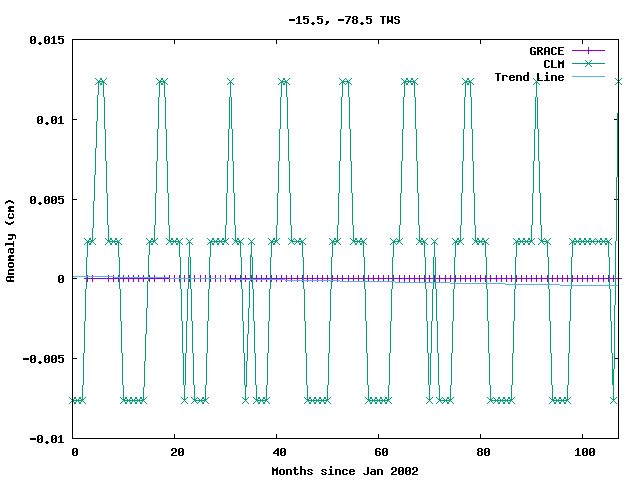 -15.5, -78.5 TWS
0.015
GRACE
CLM
Trend Line
0.01
0.005
Anomaly (cm)
0
-0.005
-0.01
0 20 40 60 80 100
Months since Jan 2002